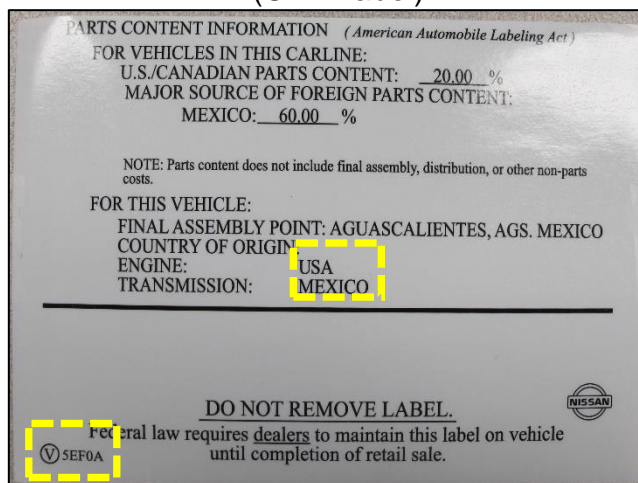 PARTS CONTENT INFORMATION (American Automobile Labeling Act)
FOR VEHICLES IN THIS CARLINE:
U.S./CANADIAN PARTS CONTENT: 20.00 %
MAJOR SOURCE OF FOREIGN PARTS CONTENT:
MEXICO: 60.00 %
NOTE: Parts content does not include final assembly, distribution, or other non-parts
costs.
FOR THIS VEHICLE:
FINAL ASSEMBLY POINT: AGUASCALIENTES, AGS. MEXICO
COUNTRY OF ORIGIN:
ENGINE: USA
TRANSMISSION: MEXICO
DO NOT REMOVE LABEL.
NISSAN
Federal law requires dealers to maintain this label on vehicle
Ⓥ 5EF0A until completion of retail sale.